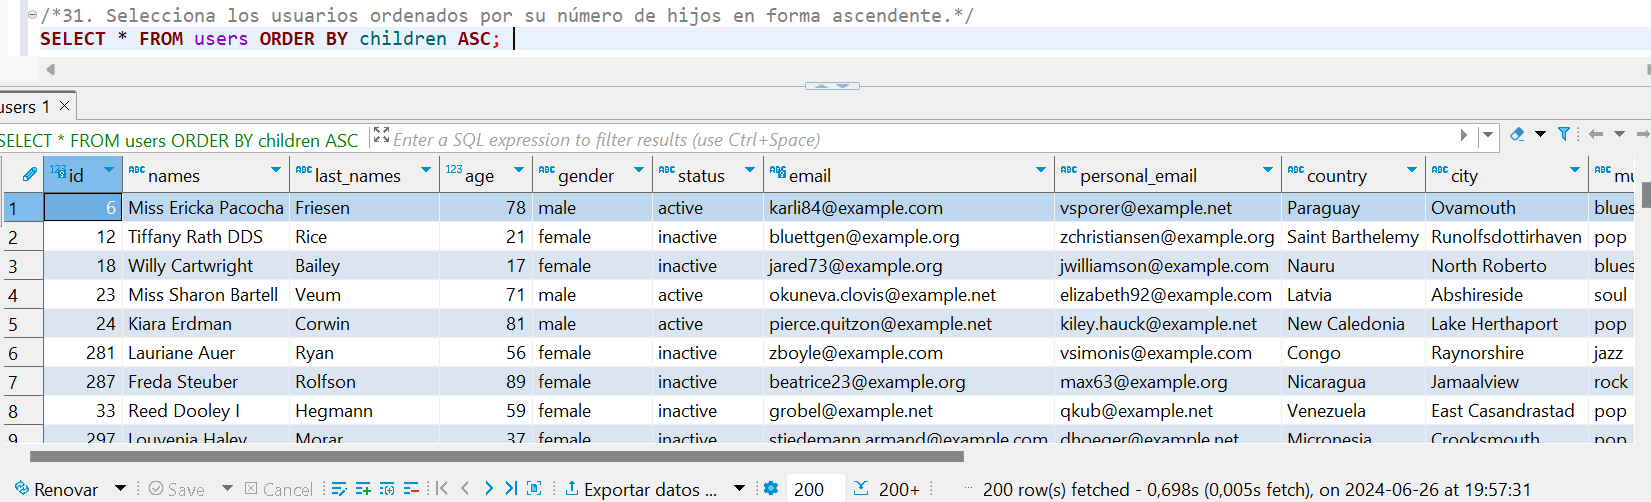 /*31. Selecciona los usuarios ordenados por su número de hijos en forma ascendente.*/
SELECT * FROM users ORDER BY children ASC;
users 1
SELECT * FROM users ORDER BY children ASC Enter a SQL expression to filter results (use Ctrl+Space)
id names last_names age gender status email personal_email country city mu
1 6 Miss Ericka Pacocha Friesen 78 male active karli84@example.com vsporer@example.net Paraguay Ovamouth blues
2 12 Tiffany Rath DDS Rice 21 female inactive bluettgen@example.org zchristiansen@example.org Saint Barthelemy Runolfsdottirhaven pop
3 18 Willy Cartwright Bailey 17 female inactive jared73@example.org jwilliamson@example.com Nauru North Roberto blues
4 23 Miss Sharon Bartell Veum 71 male active okuneva.clovis@example.net elizabeth92@example.com Latvia Abshireside soul
5 24 Kiara Erdman Corwin 81 male active pierce.quitzon@example.net kiley.hauck@example.net New Caledonia Lake Herthaport pop
6 281 Lauriane Auer Ryan 56 female inactive zboyle@example.com vsimonis@example.com Congo Raynorshire jazz
7 287 Freda Steuber Rolfson 89 female inactive beatrice23@example.org max63@example.org Nicaragua Jamaalview rock
8 33 Reed Dooley I Hegmann 59 female inactive grobel@example.net qkub@example.net Venezuela East Casandrastad pop
9 297 Louvenia Haley Morar 37 female inactive stiedemann.armand@example.com dhoeger@example.net Micronesia Crooksmouth pop
Renovar Save Cancel Exportar datos ... 200 200+ 200 row(s) fetched - 0,698s (0,005s fetch), on 2024-06-26 at 19:57:31